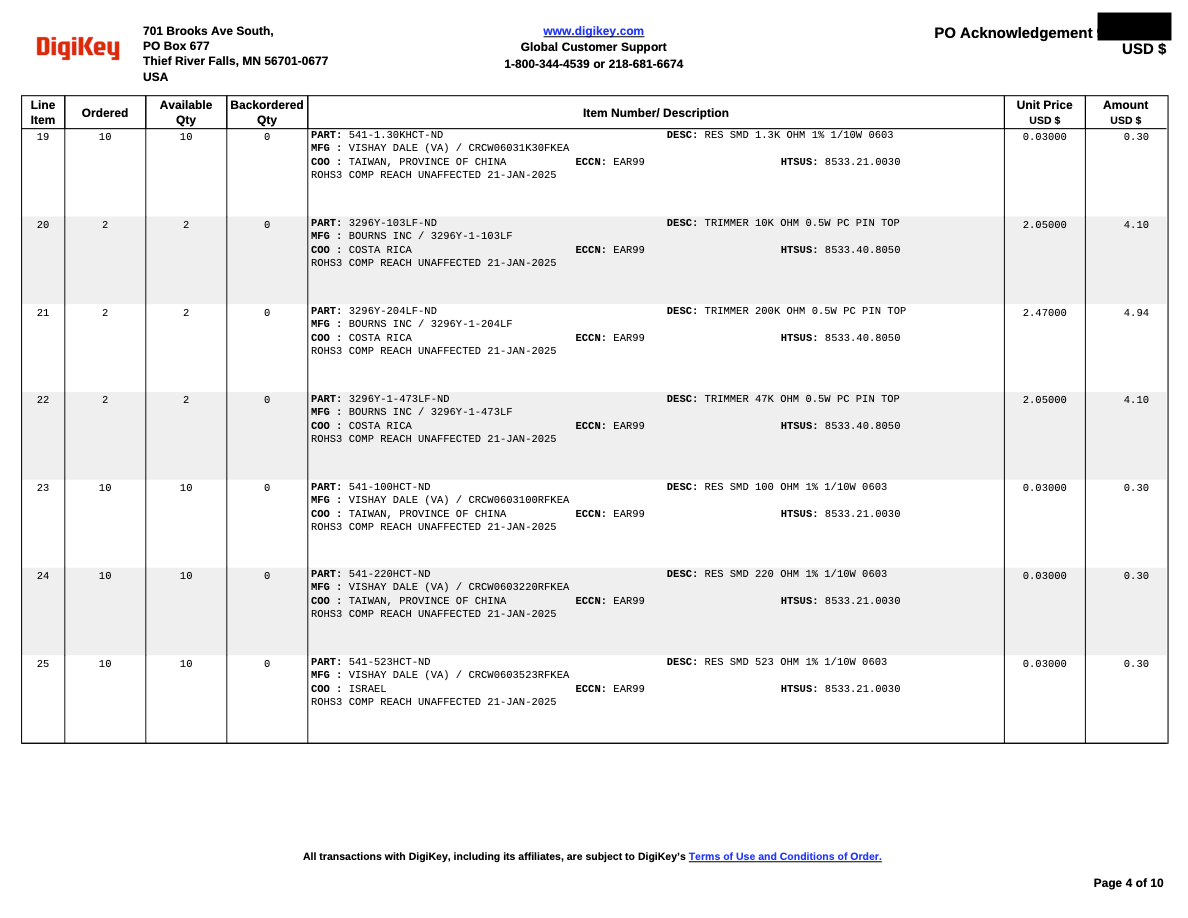 DigiKey
701 Brooks Ave South,
PO Box 677
Thief River Falls, MN 56701-0677
USA
www.digikey.com
Global Customer Support
1-800-344-4539 or 218-681-6674
PO Acknowledgement
USD $
Line Item Ordered Available Qty Backordered Qty Item Number/ Description Unit Price USD $ Amount USD $
19 10 10 0 PART: 541-1.30KHCT-ND DESC: RES SMD 1.3K OHM 1% 1/10W 0603 0.03000 0.30
MFG : VISHAY DALE (VA) / CRCW06031K30FKEA
COO : TAIWAN, PROVINCE OF CHINA ECCN: EAR99 HTSUS: 8533.21.0030
ROHS3 COMP REACH UNAFFECTED 21-JAN-2025
20 2 2 0 PART: 3296Y-103LF-ND DESC: TRIMMER 10K OHM 0.5W PC PIN TOP 2.05000 4.10
MFG : BOURNS INC / 3296Y-1-103LF
COO : COSTA RICA ECCN: EAR99 HTSUS: 8533.40.8050
ROHS3 COMP REACH UNAFFECTED 21-JAN-2025
21 2 2 0 PART: 3296Y-204LF-ND DESC: TRIMMER 200K OHM 0.5W PC PIN TOP 2.47000 4.94
MFG : BOURNS INC / 3296Y-1-204LF
COO : COSTA RICA ECCN: EAR99 HTSUS: 8533.40.8050
ROHS3 COMP REACH UNAFFECTED 21-JAN-2025
22 2 2 0 PART: 3296Y-1-473LF-ND DESC: TRIMMER 47K OHM 0.5W PC PIN TOP 2.05000 4.10
MFG : BOURNS INC / 3296Y-1-473LF
COO : COSTA RICA ECCN: EAR99 HTSUS: 8533.40.8050
ROHS3 COMP REACH UNAFFECTED 21-JAN-2025
23 10 10 0 PART: 541-100HCT-ND DESC: RES SMD 100 OHM 1% 1/10W 0603 0.03000 0.30
MFG : VISHAY DALE (VA) / CRCW0603100RFKEA
COO : TAIWAN, PROVINCE OF CHINA ECCN: EAR99 HTSUS: 8533.21.0030
ROHS3 COMP REACH UNAFFECTED 21-JAN-2025
24 10 10 0 PART: 541-220HCT-ND DESC: RES SMD 220 OHM 1% 1/10W 0603 0.03000 0.30
MFG : VISHAY DALE (VA) / CRCW0603220RFKEA
COO : TAIWAN, PROVINCE OF CHINA ECCN: EAR99 HTSUS: 8533.21.0030
ROHS3 COMP REACH UNAFFECTED 21-JAN-2025
25 10 10 0 PART: 541-523HCT-ND DESC: RES SMD 523 OHM 1% 1/10W 0603 0.03000 0.30
MFG : VISHAY DALE (VA) / CRCW0603523RFKEA
COO : ISRAEL ECCN: EAR99 HTSUS: 8533.21.0030
ROHS3 COMP REACH UNAFFECTED 21-JAN-2025
All transactions with DigiKey, including its affiliates, are subject to DigiKey's Terms of Use and Conditions of Order.
Page 4 of 10